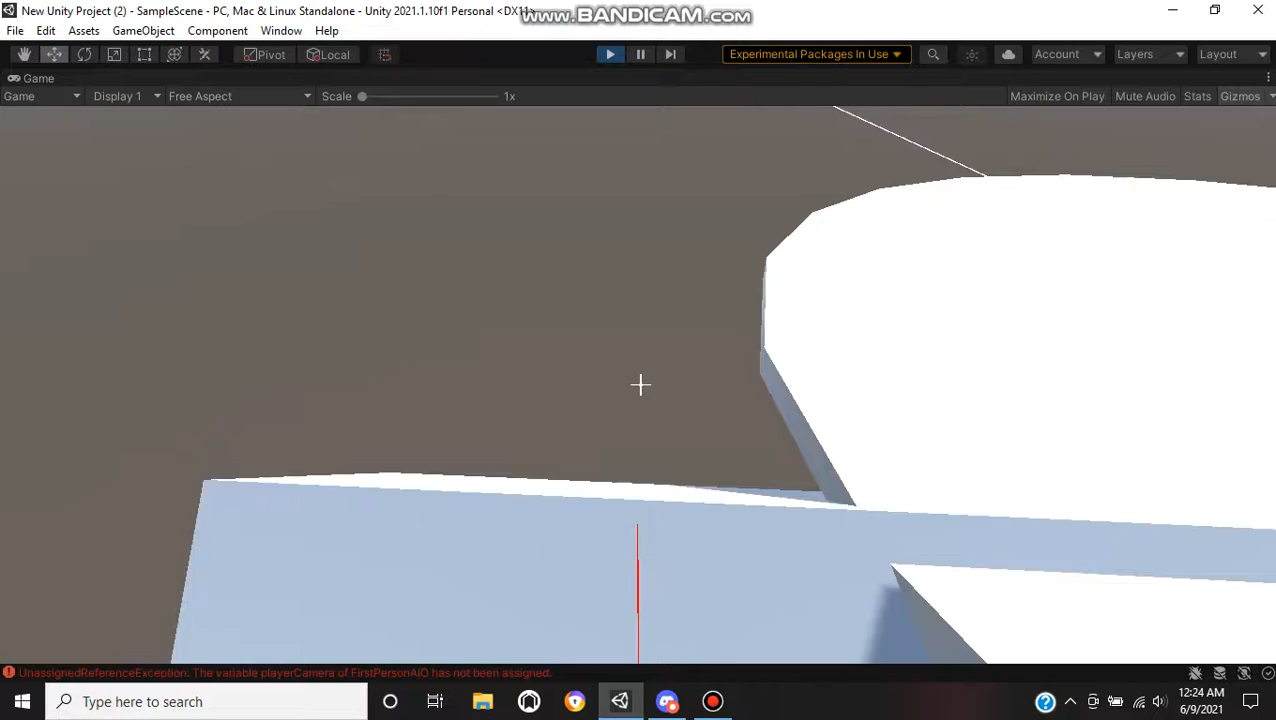 New Unity Project (2) - SampleScene - PC, Mac & Linux Standalone - Unity 2021.1.10f1 Personal <DX11>
www.BANDICAM.com
File Edit Assets GameObject Component Window Help
Pivot Local Experimental Packages In Use Account Layers Layout
Game
Game Display 1 Free Aspect Scale 1x Maximize On Play Mute Audio Stats Gizmos
UnassignedReferenceException: The variable playerCamera of FirstPersonAIO has not been assigned.
Type here to search
12:24 AM
6/9/2021